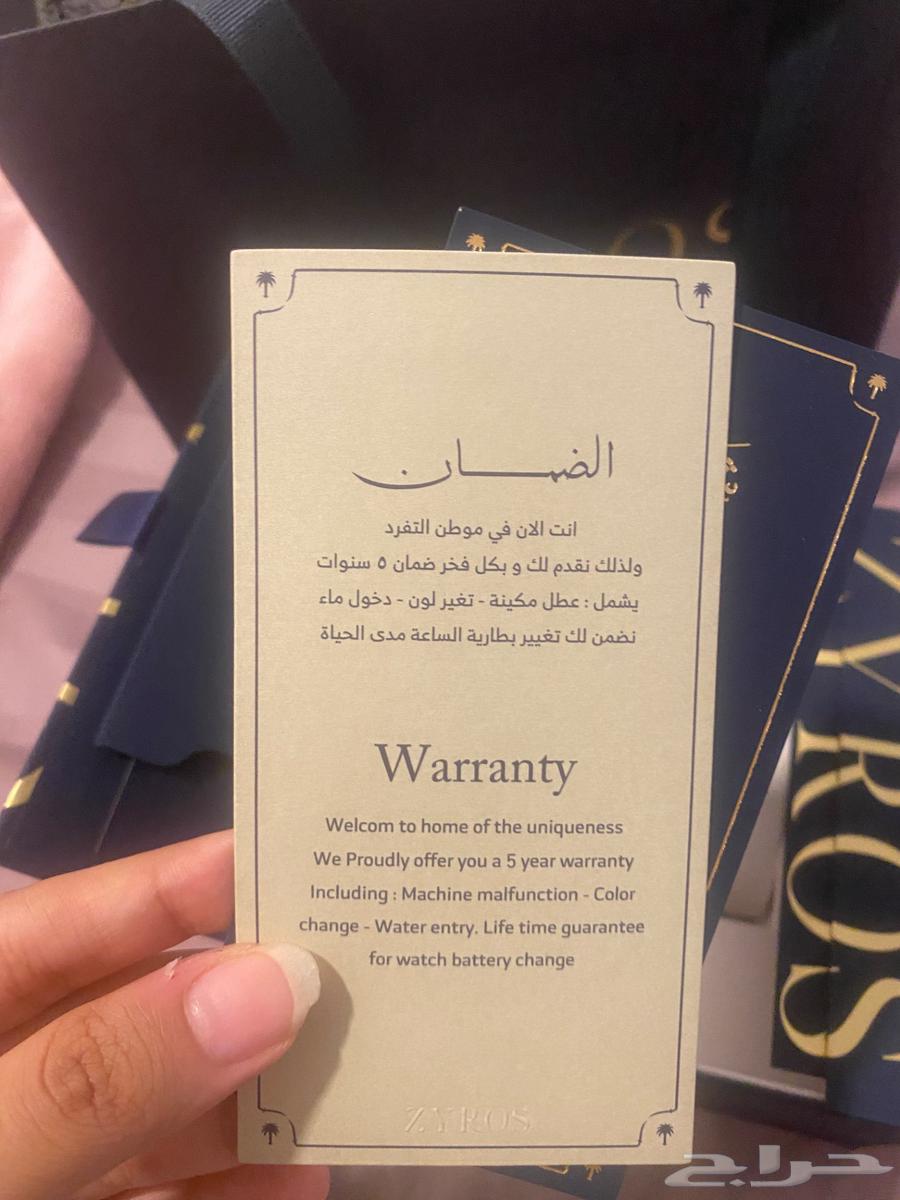 الضمان
انت الان في موطن التفرد
ولذلك نقدم لك و بكل فخر ضمان ٥ سنوات
يشمل : عطل مكينة - تغير لون - دخول ماء
نضمن لك تغيير بطارية الساعة مدى الحياة
Warranty
Welcom to home of the uniqueness
We Proudly offer you a 5 year warranty
Including : Machine malfunction - Color
change - Water entry. Life time guarantee
for watch battery change
ZYROS
ZYROS
حراج